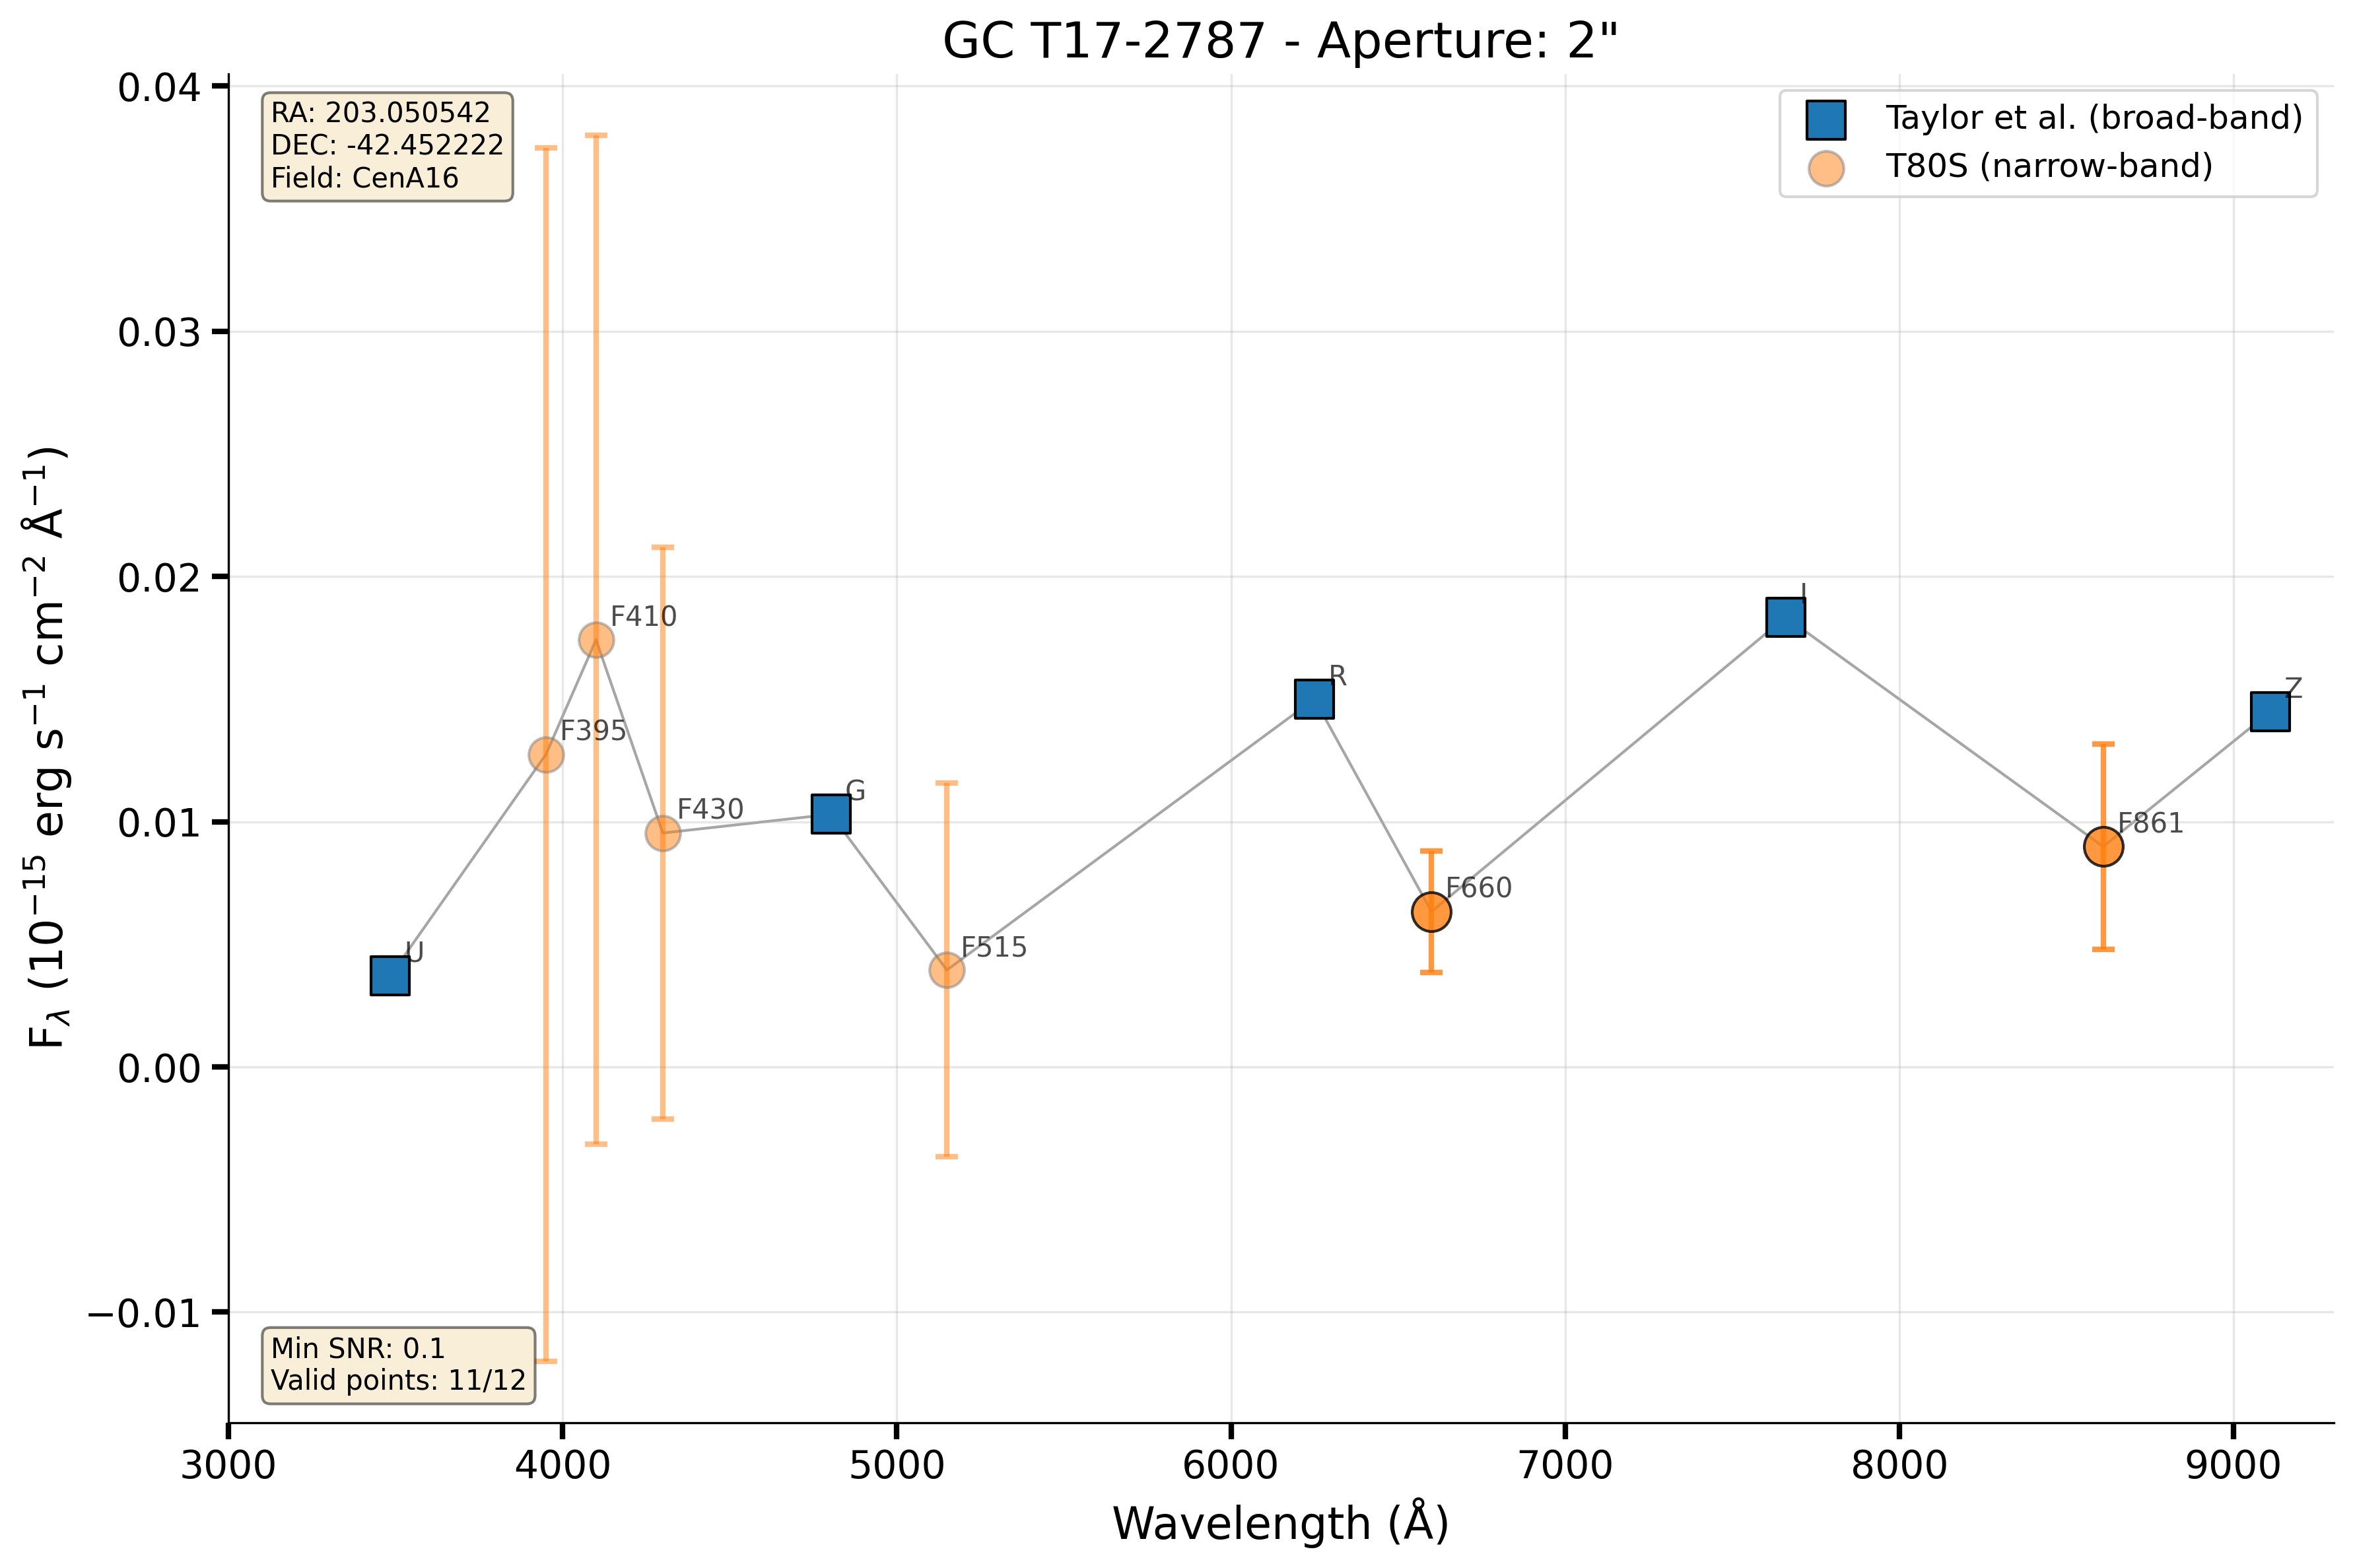 GC T17-2787 - Aperture: 2"
RA: 203.050542
DEC: -42.452222
Field: CenA16
Taylor et al. (broad-band)
T80S (narrow-band)
0.04
0.03
0.02
0.01
0.00
−0.01
F_λ (10⁻¹⁵ erg s⁻¹ cm⁻² Å⁻¹)
U
F395
F410
F430
G
F515
R
F660
I
F861
Z
Min SNR: 0.1
Valid points: 11/12
3000 4000 5000 6000 7000 8000 9000
Wavelength (Å)